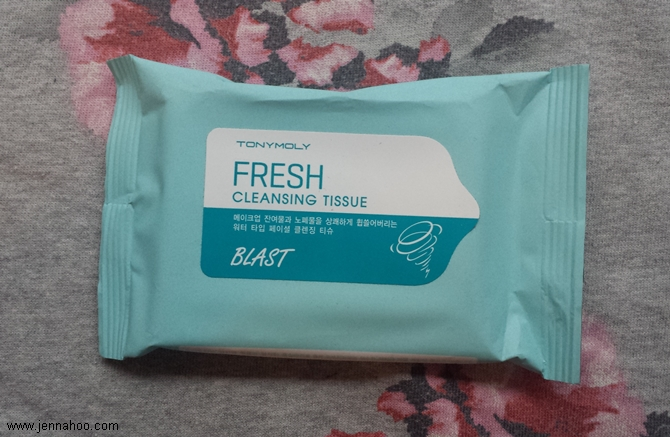 TONYMOLY
FRESH
CLEANSING TISSUE
메이크업 잔여물과 노폐물을 상쾌하게 휩쓸어버리는
워터 타입 페이셜 클렌징 티슈
BLAST
www.jennahoo.com